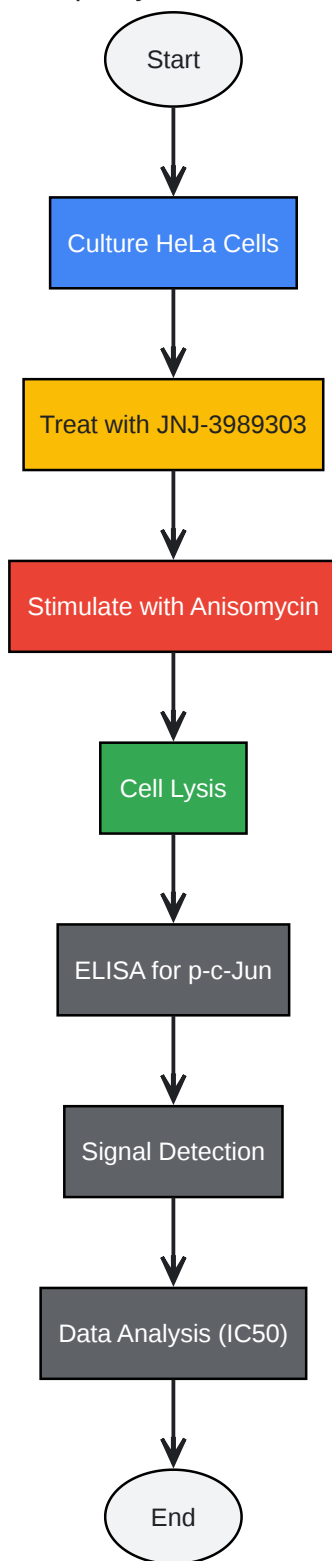 Start
Culture HeLa Cells
Treat with JNJ-3989303
Stimulate with Anisomycin
Cell Lysis
ELISA for p-c-Jun
Signal Detection
Data Analysis (IC50)
End